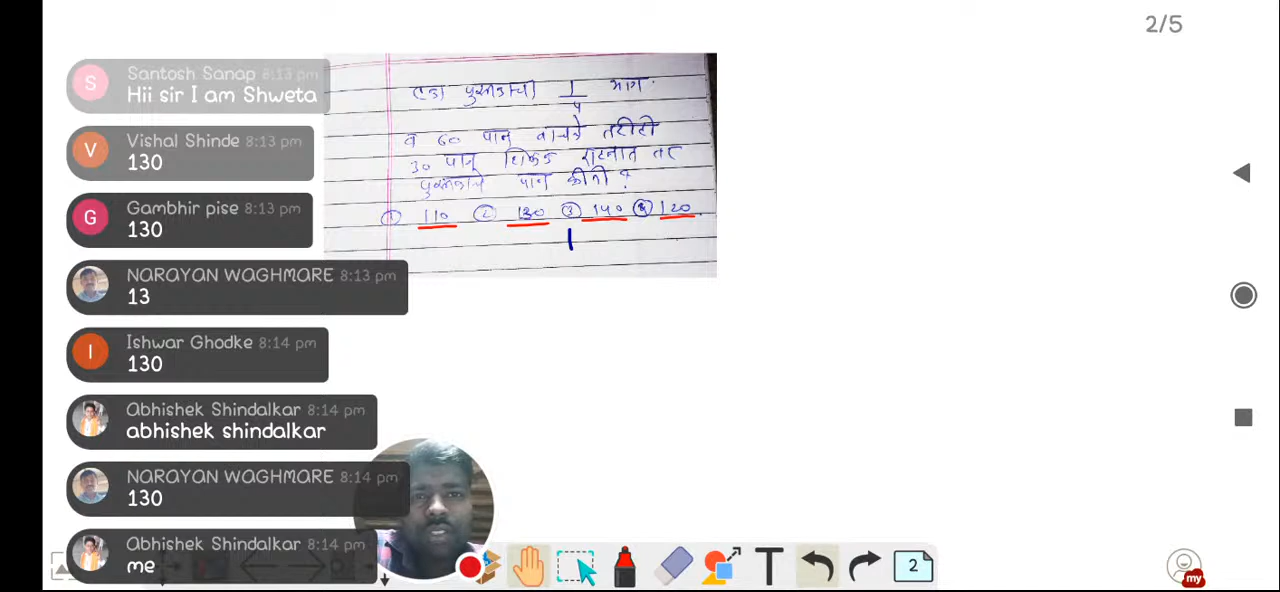 2/5
Santosh Sanap 8:13 pm
Hii sir I am Shweta
Vishal Shinde 8:13 pm
130
Gambhir pise 8:13 pm
130
NARAYAN WAGHMARE 8:13 pm
13
Ishwar Ghodke 8:14 pm
130
Abhishek Shindalkar 8:14 pm
abhishek shindalkar
NARAYAN WAGHMARE 8:14 pm
130
Abhishek Shindalkar 8:14 pm
me
एका पुस्तकाचा 1/4 भाग
व 60 पान वाचले तरीही
30 पान शिल्लक राहतात तर
पुस्तकाचे पान कीती ?
① 110 ② 130 ③ 140 ④ 120
T
2
my